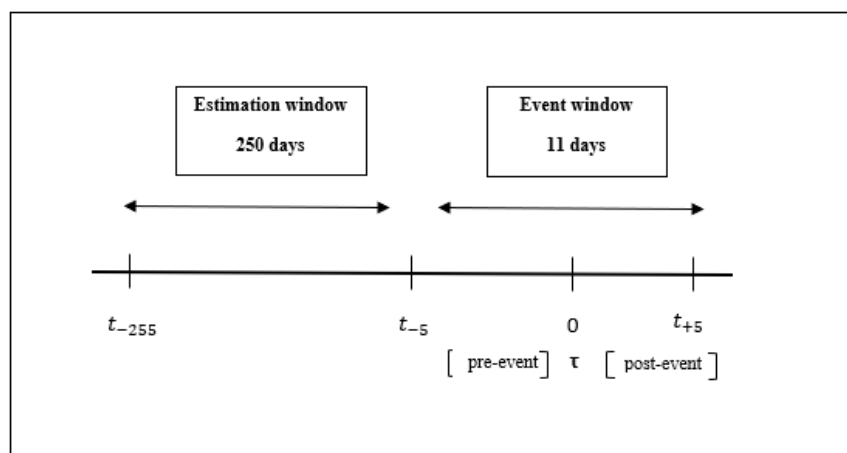 Estimation window
250 days
Event window
11 days
t₋₂₅₅
t₋₅
0
t₊₅
[ pre-event ] τ [ post-event ]